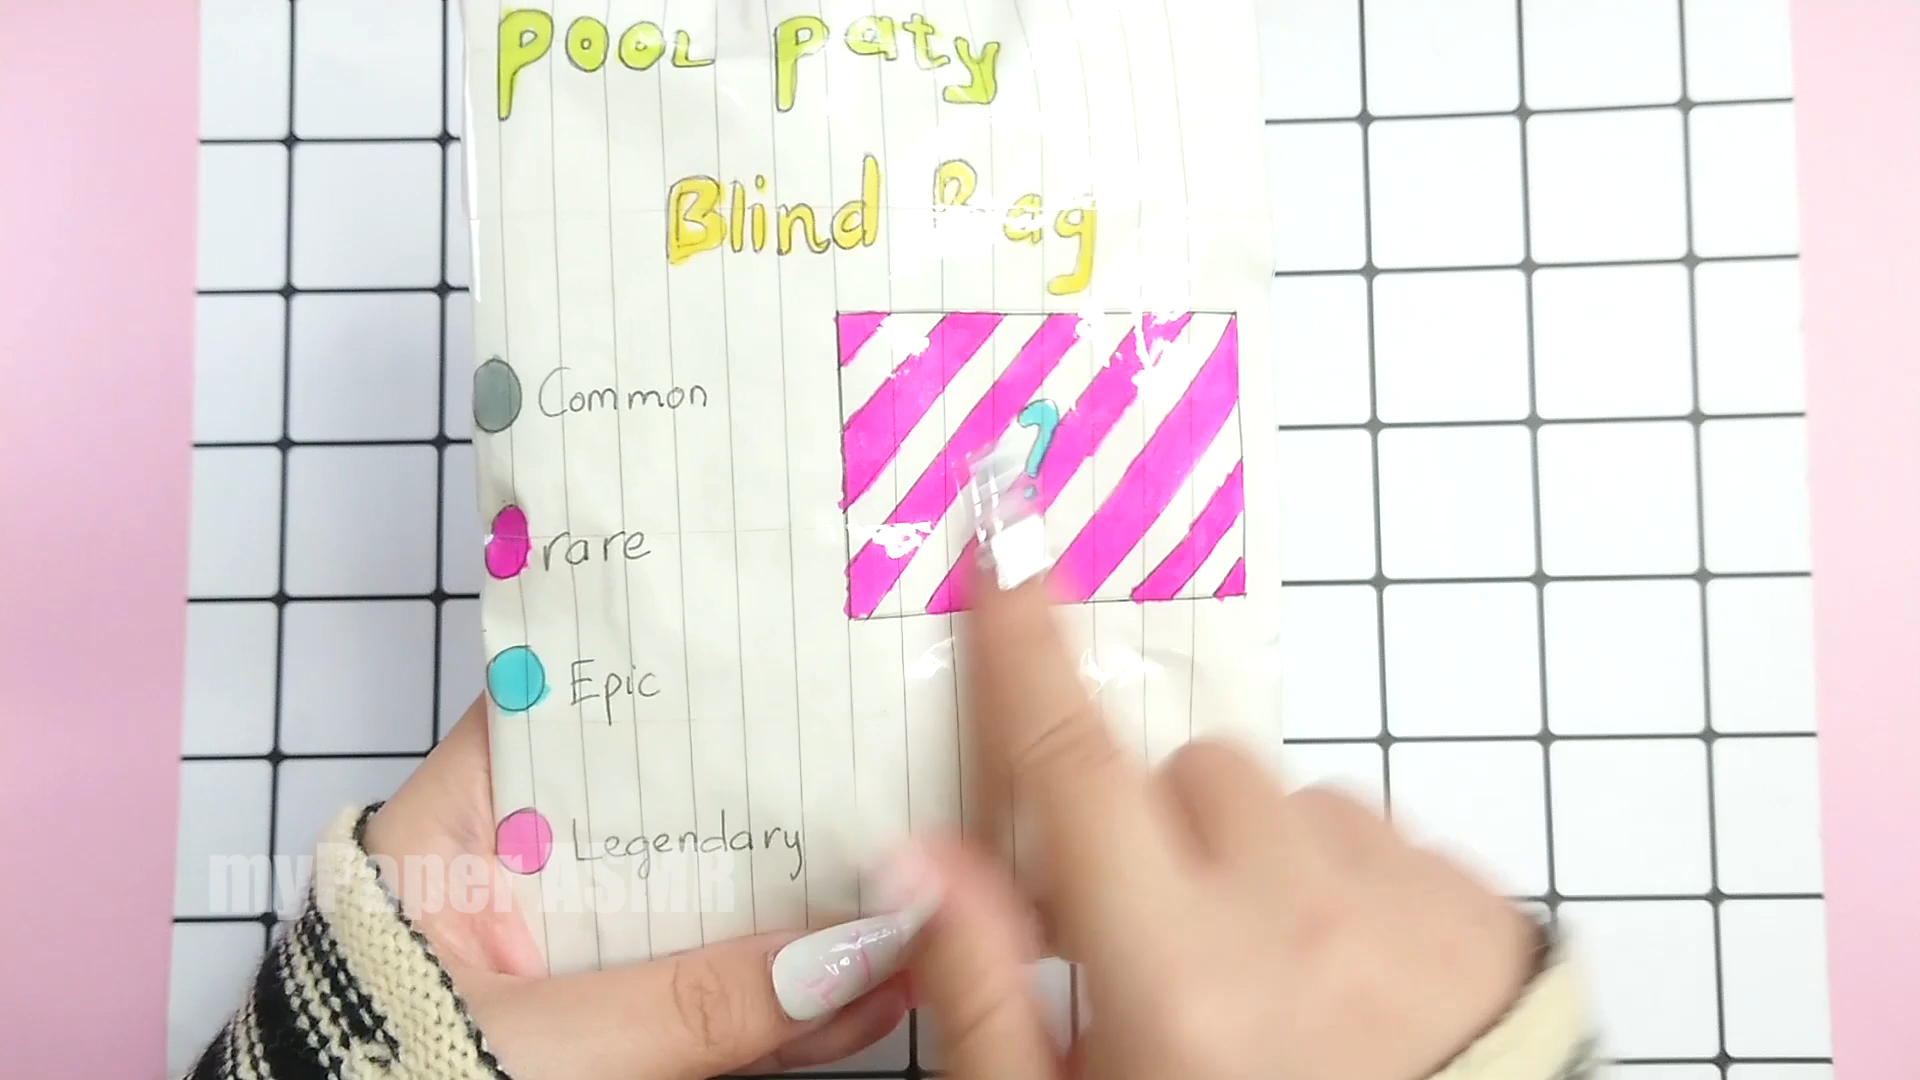 Pool Paty
Blind Bag
?
Common
rare
Epic
Legendary
myPaper ASMR